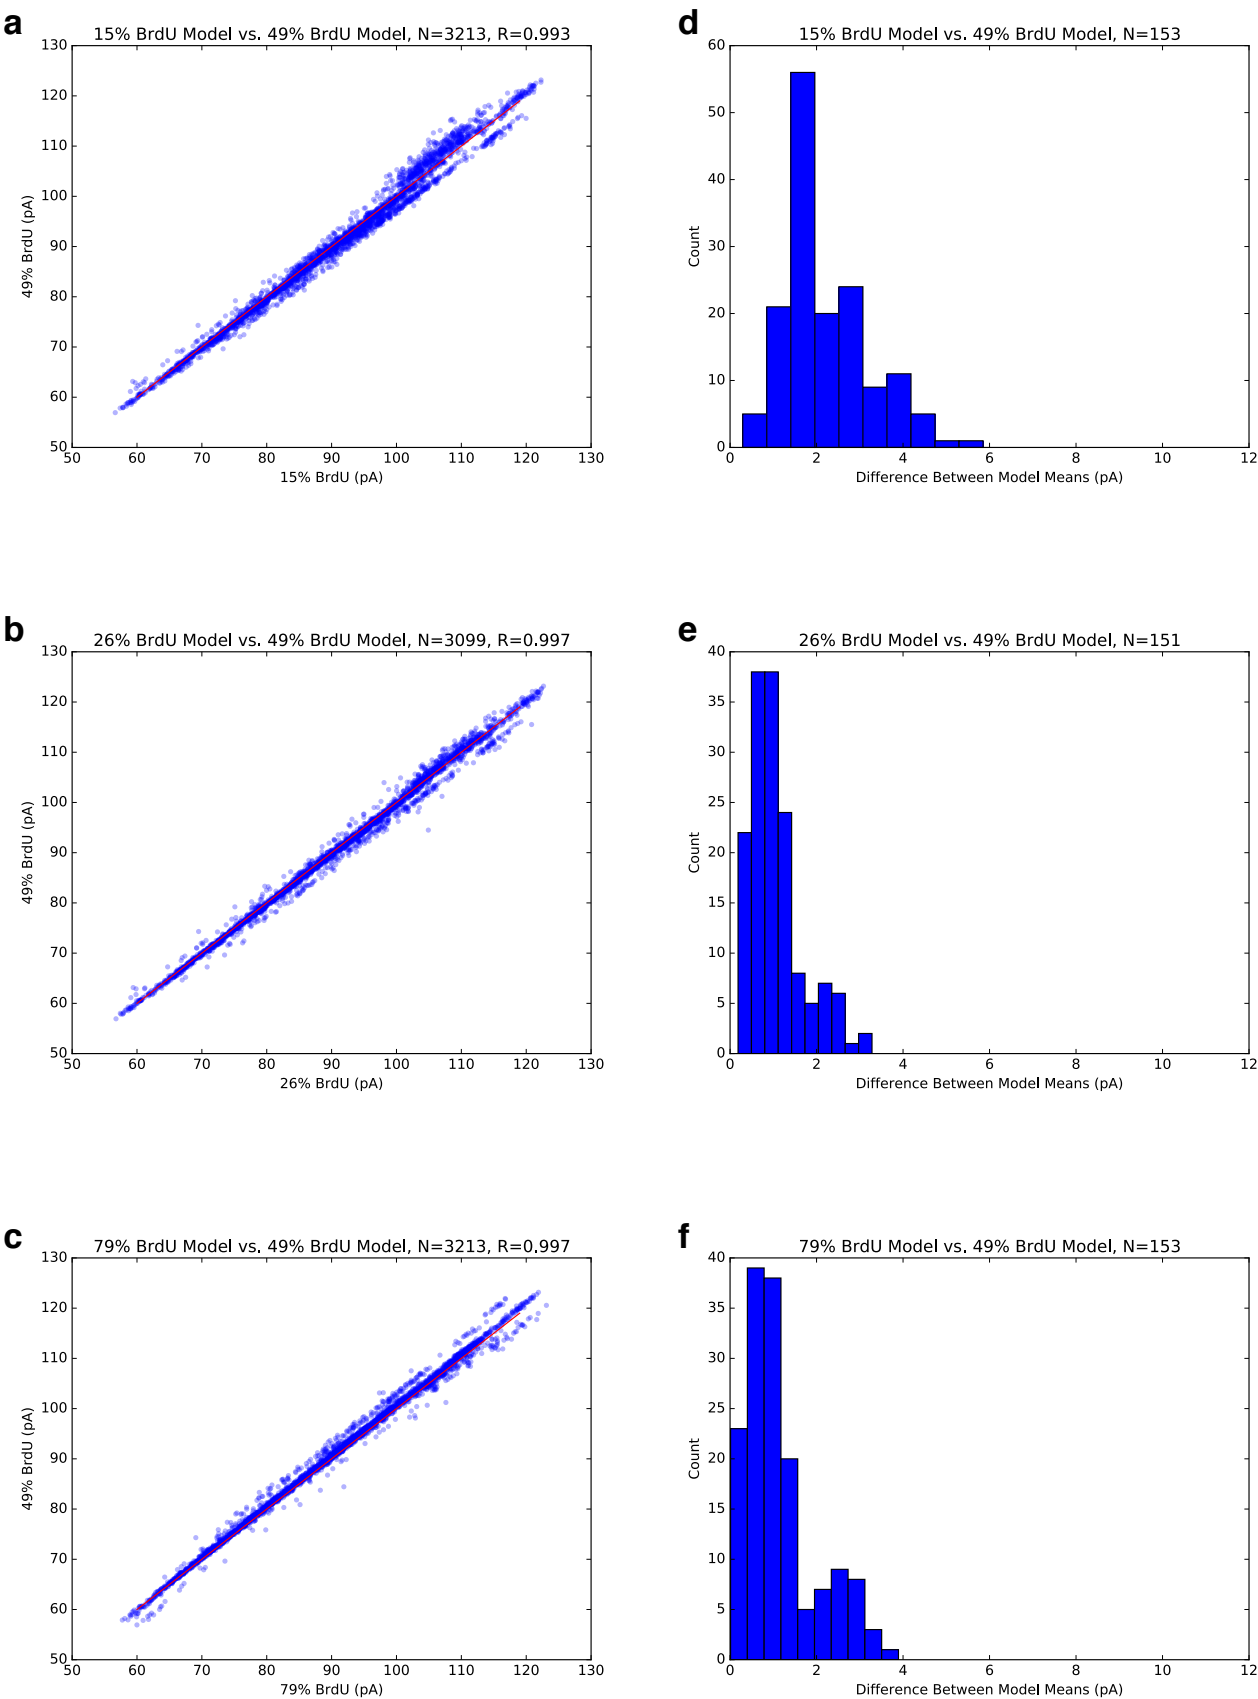 a
15% BrdU Model vs. 49% BrdU Model, N=3213, R=0.993
130
120
110
100
90
80
70
60
50
49% BrdU (pA)
50 60 70 80 90 100 110 120 130
15% BrdU (pA)
d
15% BrdU Model vs. 49% BrdU Model, N=153
60
50
40
30
20
10
0
Count
0 2 4 6 8 10 12
Difference Between Model Means (pA)
b
26% BrdU Model vs. 49% BrdU Model, N=3099, R=0.997
130
120
110
100
90
80
70
60
50
49% BrdU (pA)
50 60 70 80 90 100 110 120 130
26% BrdU (pA)
e
26% BrdU Model vs. 49% BrdU Model, N=151
40
35
30
25
20
15
10
5
0
Count
0 2 4 6 8 10 12
Difference Between Model Means (pA)
c
79% BrdU Model vs. 49% BrdU Model, N=3213, R=0.997
130
120
110
100
90
80
70
60
50
49% BrdU (pA)
50 60 70 80 90 100 110 120 130
79% BrdU (pA)
f
79% BrdU Model vs. 49% BrdU Model, N=153
40
35
30
25
20
15
10
5
0
Count
0 2 4 6 8 10 12
Difference Between Model Means (pA)